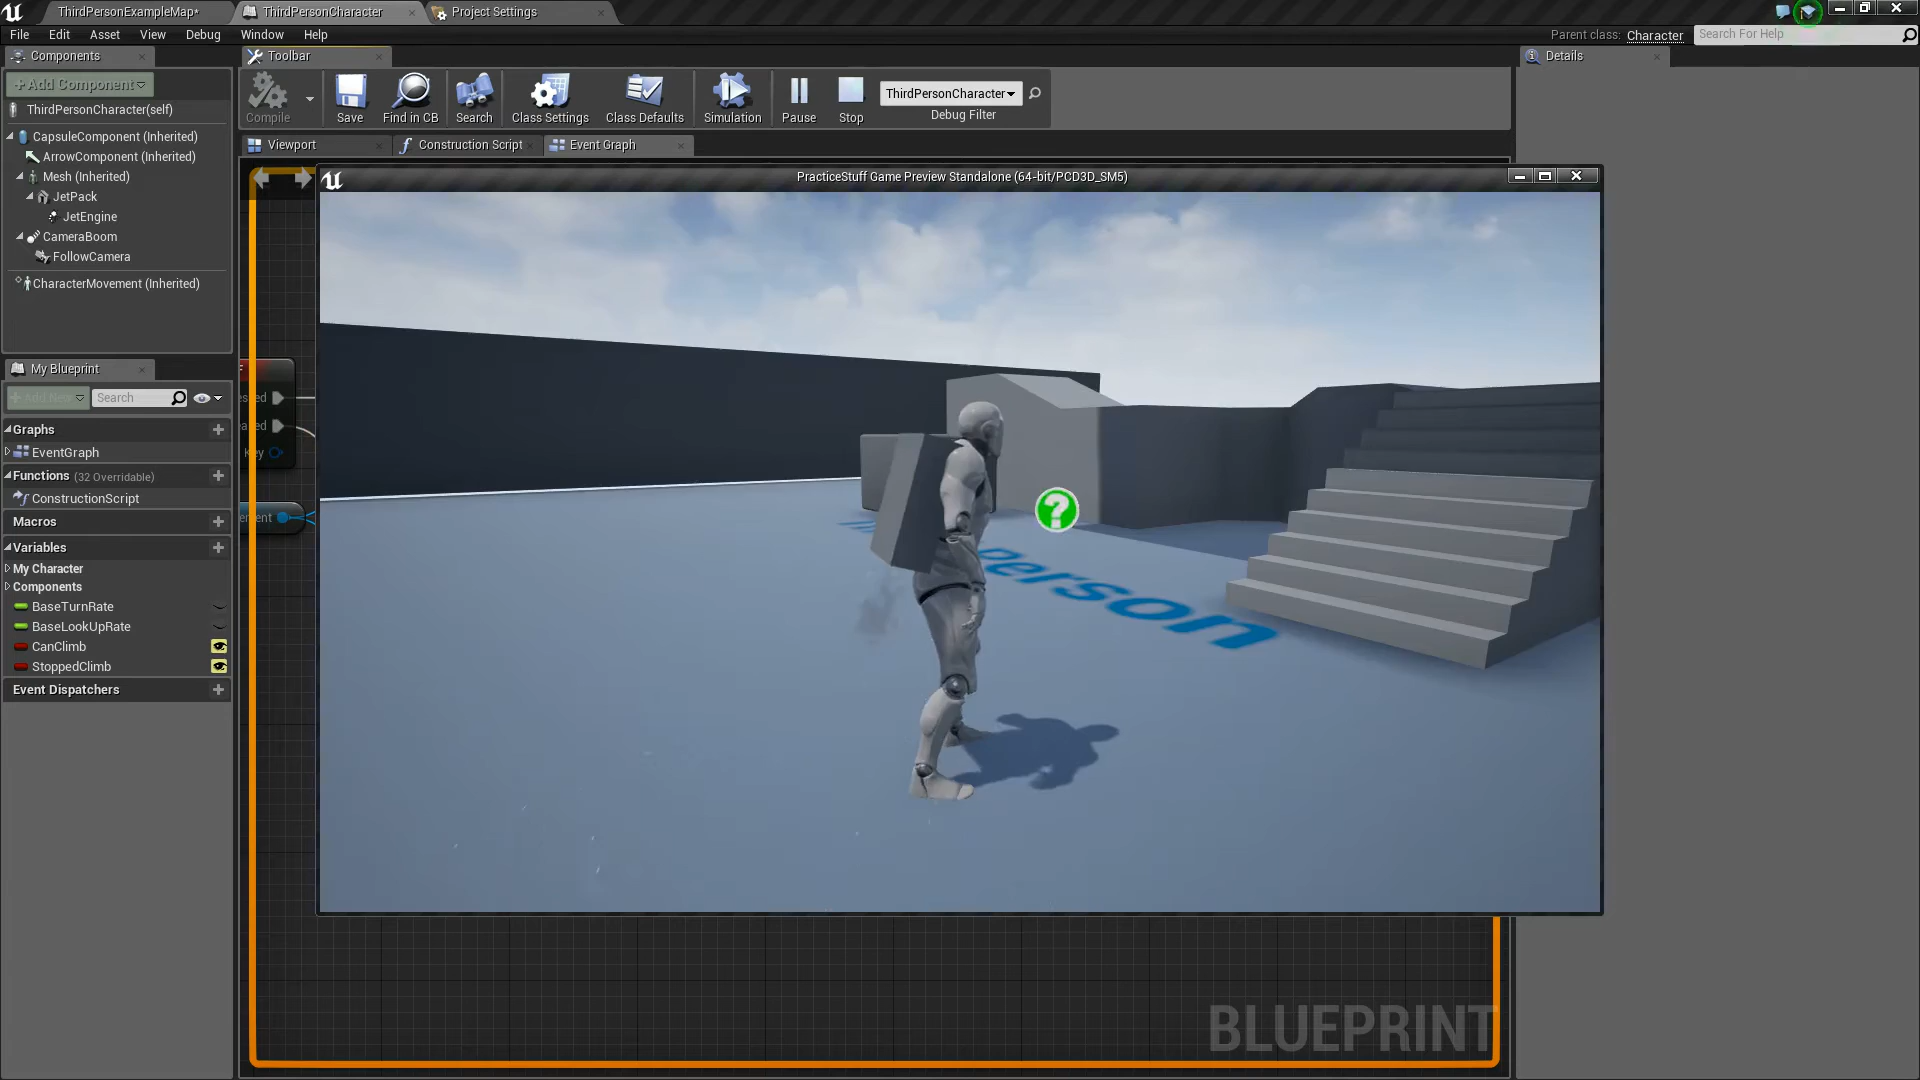 ThirdPersonExampleMap*
ThirdPersonCharacter
Project Settings
File Edit Asset View Debug Window Help
Parent class: Character
Search For Help
Components
Toolbar
Details
+Add Component
ThirdPersonCharacter(self)
CapsuleComponent (Inherited)
ArrowComponent (Inherited)
Mesh (Inherited)
JetPack
JetEngine
CameraBoom
FollowCamera
CharacterMovement (Inherited)
Compile Save Find in CB Search Class Settings Class Defaults Simulation Pause Stop
ThirdPersonCharacter
Debug Filter
Viewport Construction Script Event Graph
PracticeStuff Game Preview Standalone (64-bit/PCD3D_SM5)
My Blueprint
+ Add New
Search
Graphs
EventGraph
Functions (32 Overridable)
ConstructionScript
Macros
Variables
My Character
Components
BaseTurnRate
BaseLookUpRate
CanClimb
StoppedClimb
Event Dispatchers
Key
?
person
BLUEPRINT